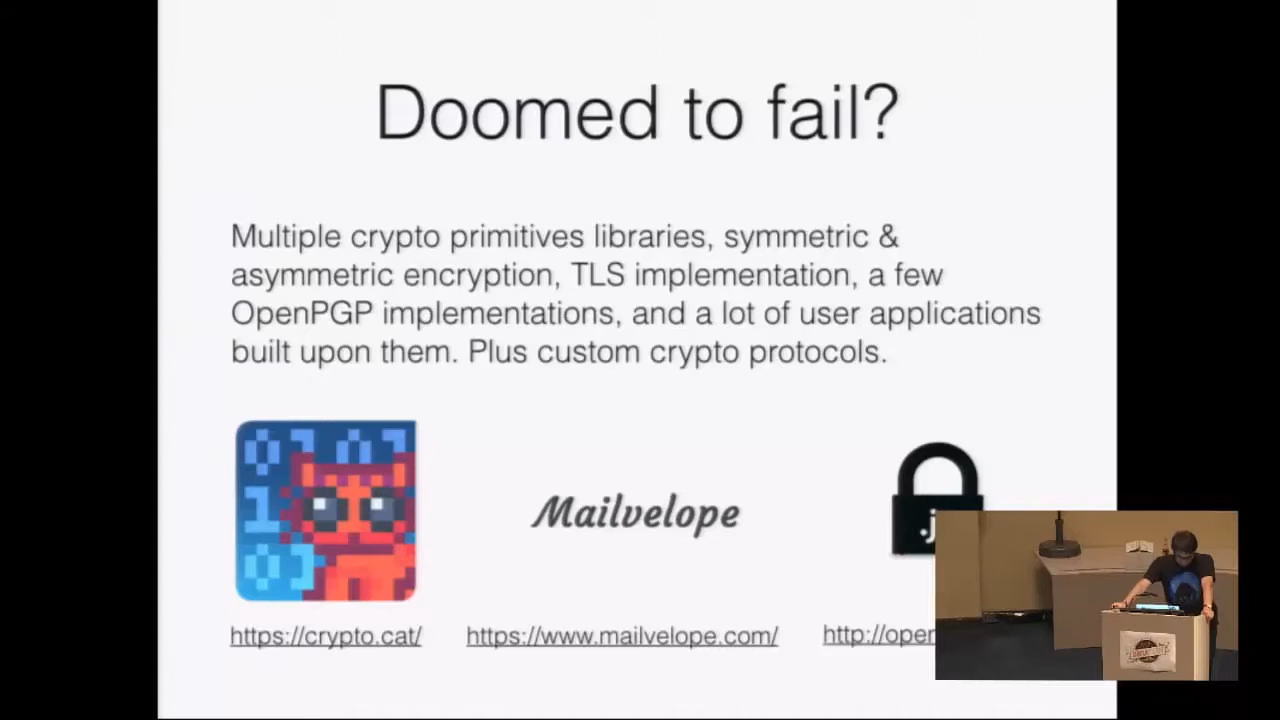 Doomed to fail?
Multiple crypto primitives libraries, symmetric &
asymmetric encryption, TLS implementation, a few
OpenPGP implementations, and a lot of user applications
built upon them. Plus custom crypto protocols.
Mailvelope
.j
https://crypto.cat/
https://www.mailvelope.com/
http://oper